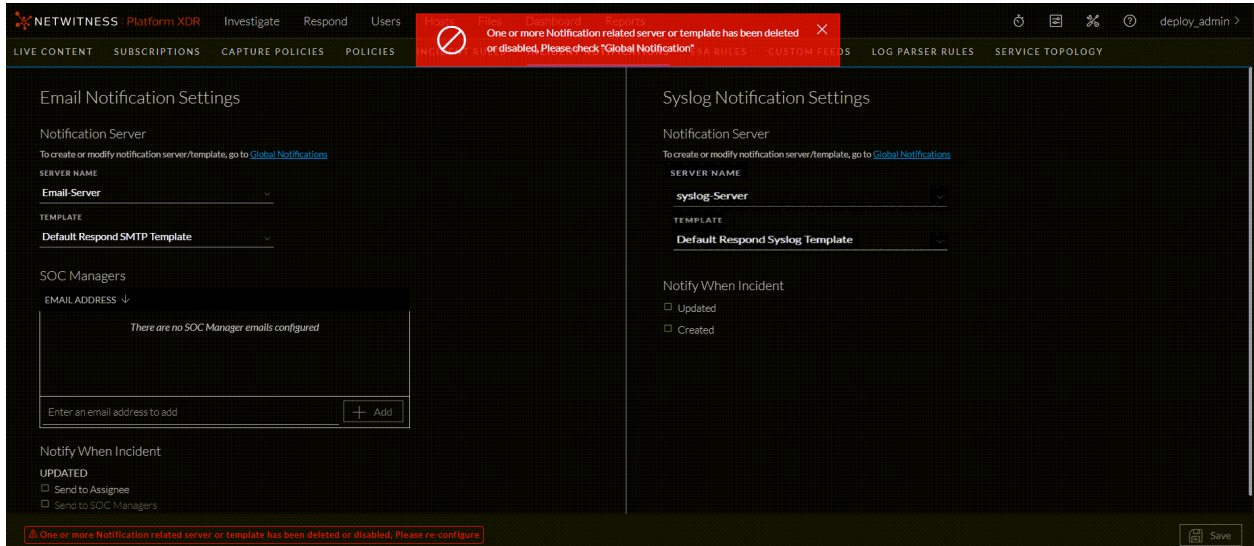 NETWITNESS Platform XDR Investigate Respond Users Hosts Files Dashboard Reports deploy_admin >
One or more Notification related server or template has been deleted
or disabled, Please check "Global Notification"
LIVE CONTENT SUBSCRIPTIONS CAPTURE POLICIES POLICIES INCIDENT RULES INCIDENT NOTIFICATIONS ESA RULES CUSTOM FEEDS LOG PARSER RULES SERVICE TOPOLOGY
Email Notification Settings
Notification Server
To create or modify notification server/template, go to Global Notifications
SERVER NAME
Email-Server
TEMPLATE
Default Respond SMTP Template
SOC Managers
EMAIL ADDRESS ↓
There are no SOC Manager emails configured
Enter an email address to add + Add
Notify When Incident
UPDATED
Send to Assignee
Send to SOC Managers
Syslog Notification Settings
Notification Server
To create or modify notification server/template, go to Global Notifications
SERVER NAME
syslog-Server
TEMPLATE
Default Respond Syslog Template
Notify When Incident
Updated
Created
One or more Notification related server or template has been deleted or disabled, Please re-configure
Save